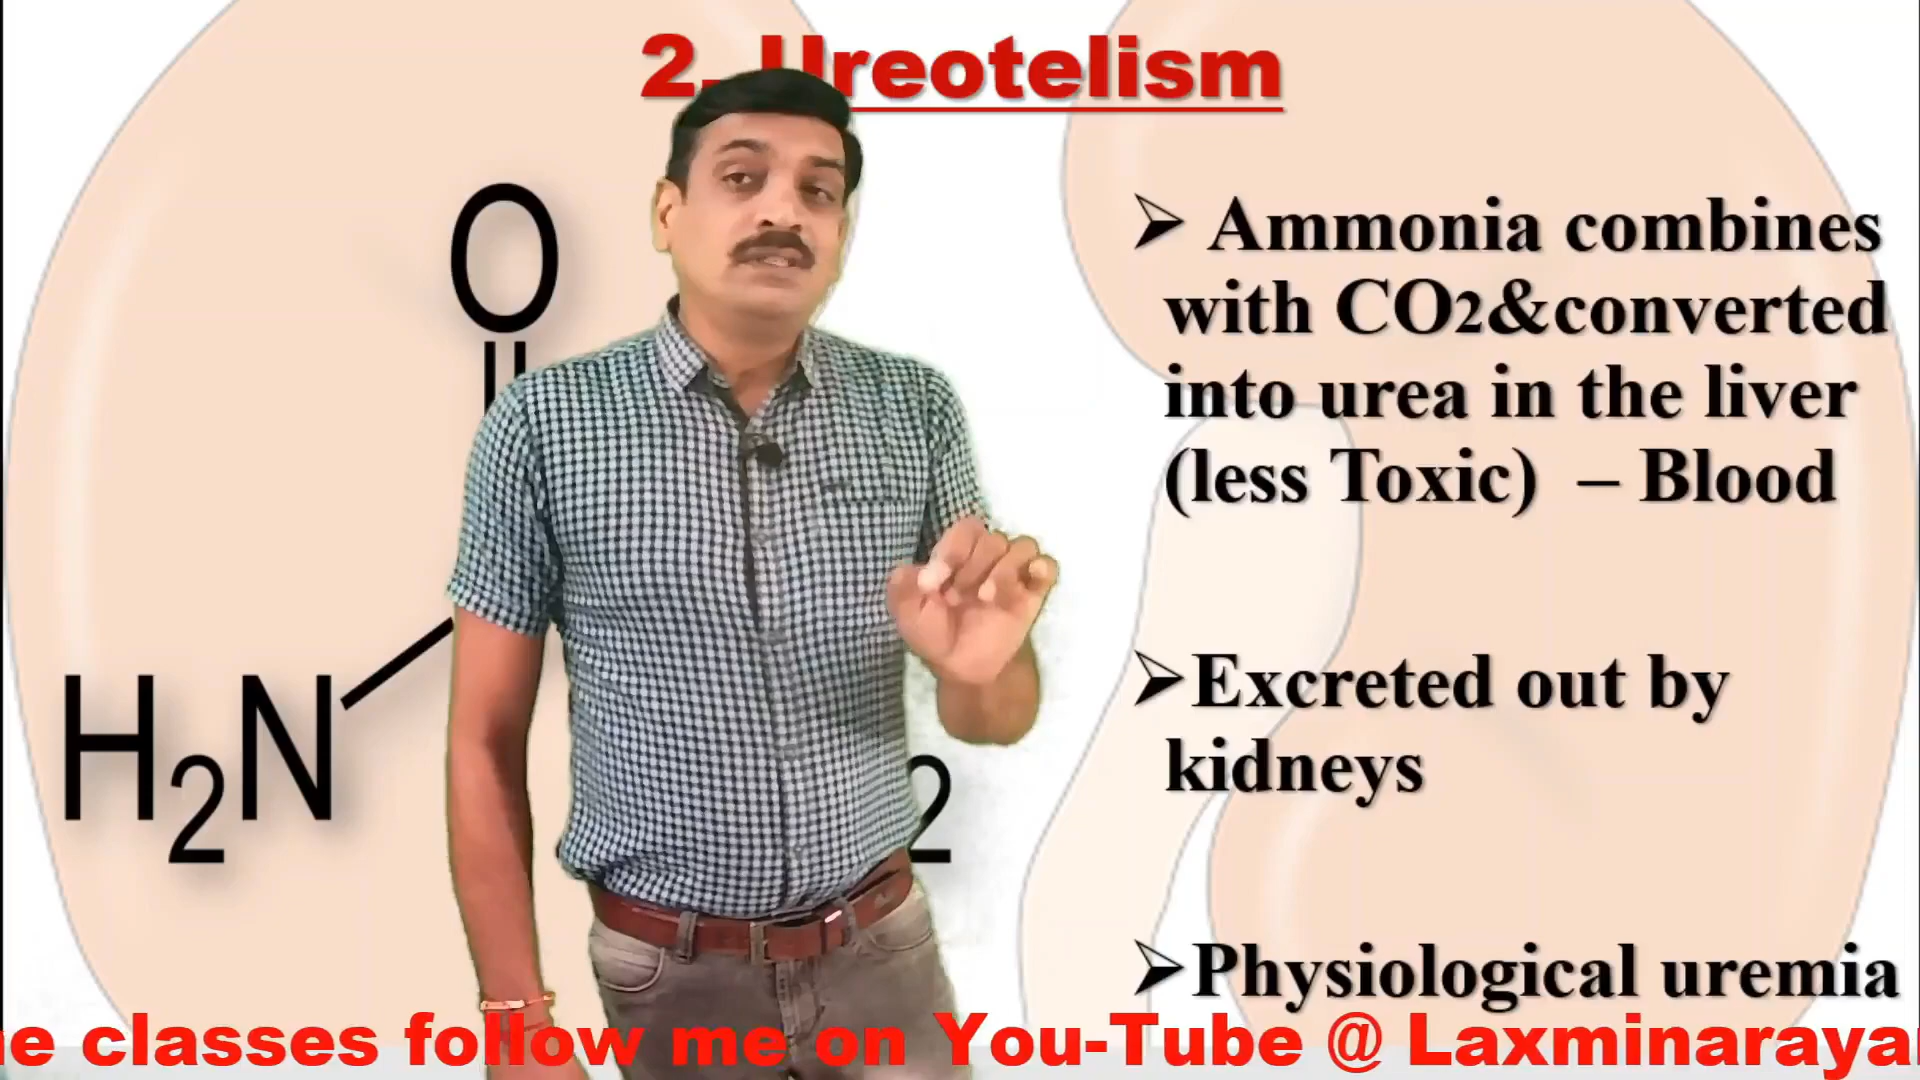 2. Ureotelism
O
H2N
2
➢ Ammonia combines
with CO2&converted
into urea in the liver
(less Toxic) – Blood
➢Excreted out by
kidneys
➢Physiological uremia
classes follow me on You-Tube @